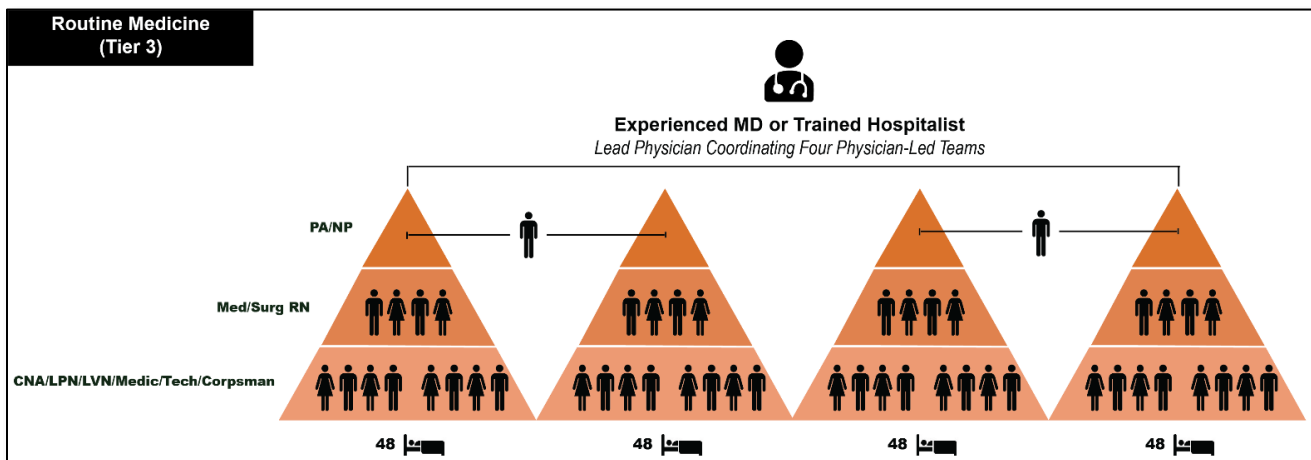 Routine Medicine
(Tier 3)
Experienced MD or Trained Hospitalist
Lead Physician Coordinating Four Physician-Led Teams
PA/NP
Med/Surg RN
CNA/LPN/LVN/Medic/Tech/Corpsman
48
48
48
48